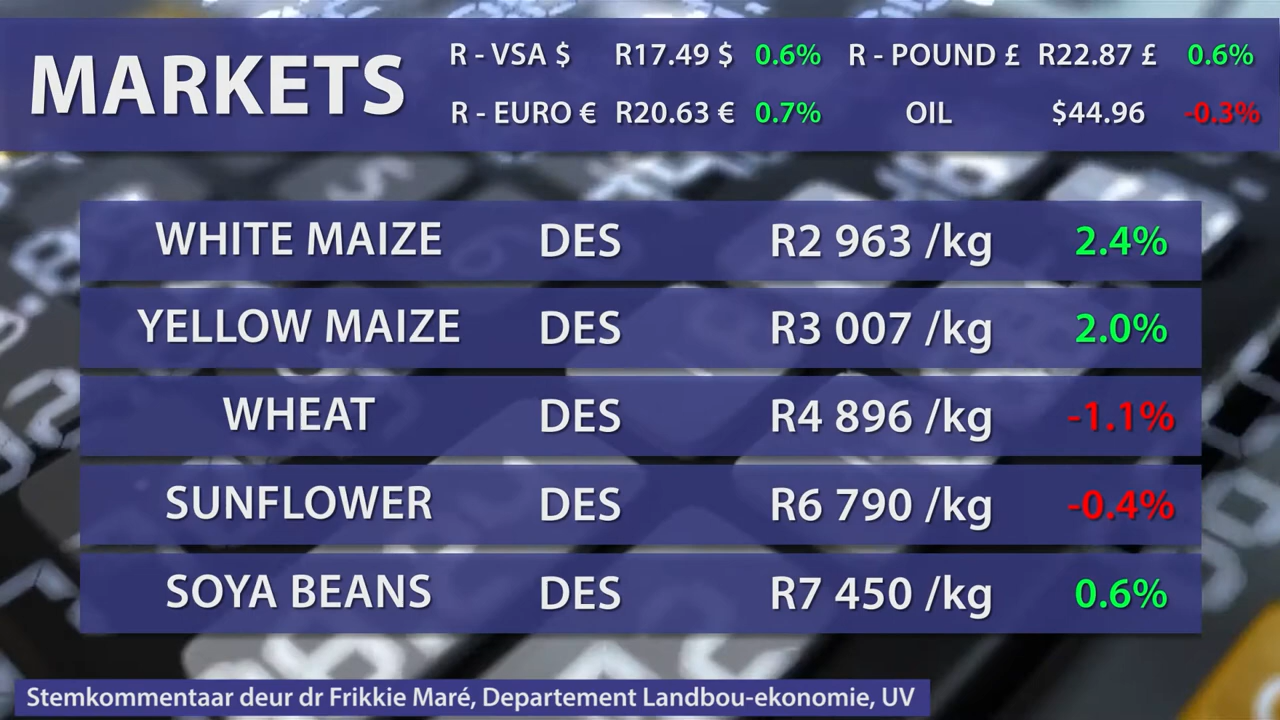 MARKETS
R - VSA $ R17.49 $ 0.6% R - POUND £ R22.87 £ 0.6%
R - EURO € R20.63 € 0.7% OIL $44.96 -0.3%
WHITE MAIZE DES R2 963 /kg 2.4%
YELLOW MAIZE DES R3 007 /kg 2.0%
WHEAT DES R4 896 /kg -1.1%
SUNFLOWER DES R6 790 /kg -0.4%
SOYA BEANS DES R7 450 /kg 0.6%
Stemkommentaar deur dr Frikkie Maré, Departement Landbou-ekonomie, UV